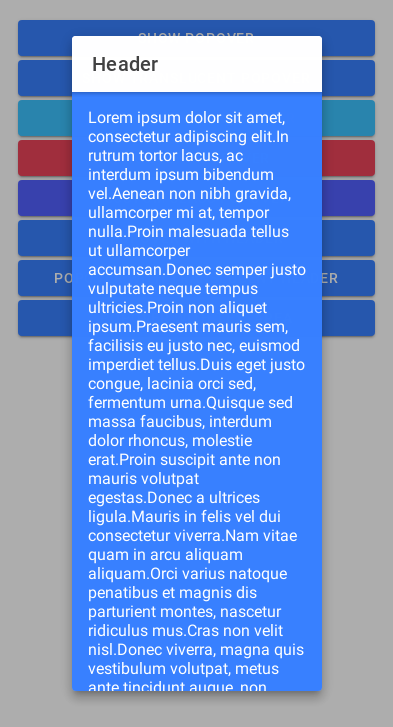 SHOW POPOVER
Header
Lorem ipsum dolor sit amet,
consectetur adipiscing elit.In
rutrum tortor lacus, ac
interdum ipsum bibendum
vel.Aenean non nibh gravida,
ullamcorper mi at, tempor
nulla.Proin malesuada tellus
ut ullamcorper
accumsan.Donec semper justo
vulputate neque tempus
ultricies.Proin non aliquet
ipsum.Praesent mauris sem,
facilisis eu justo nec, euismod
imperdiet tellus.Duis eget justo
congue, lacinia orci sed,
fermentum urna.Quisque sed
massa faucibus, interdum
dolor rhoncus, molestie
erat.Proin suscipit ante non
mauris volutpat
egestas.Donec a ultrices
ligula.Mauris in felis vel dui
consectetur viverra.Nam vitae
quam in arcu aliquam
aliquam.Orci varius natoque
penatibus et magnis dis
parturient montes, nascetur
ridiculus mus.Cras non velit
nisl.Donec viverra, magna quis
vestibulum volutpat, metus
ante tincidunt augue, non